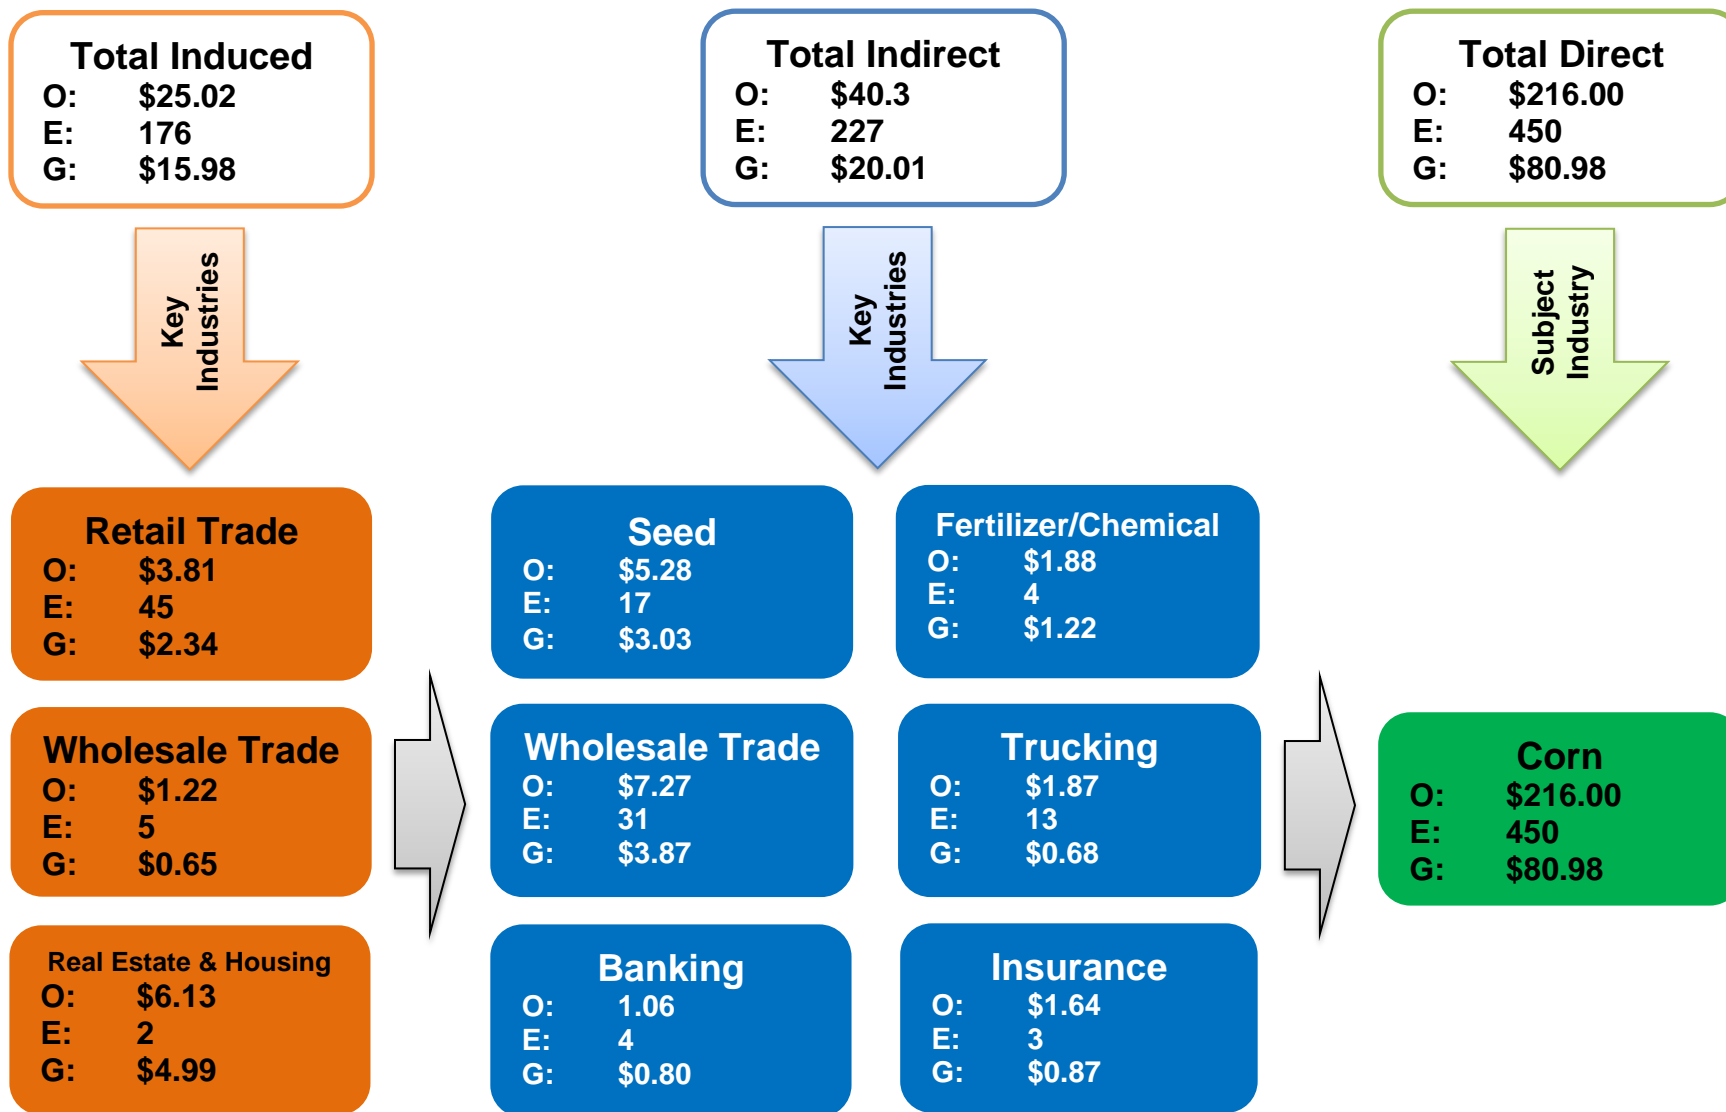 Total Induced
O: $25.02
E: 176
G: $15.98
Total Indirect
O: $40.3
E: 227
G: $20.01
Total Direct
O: $216.00
E: 450
G: $80.98
Key
Industries
Key
Industries
Subject
Industry
Retail Trade
O: $3.81
E: 45
G: $2.34
Seed
O: $5.28
E: 17
G: $3.03
Fertilizer/Chemical
O: $1.88
E: 4
G: $1.22
Wholesale Trade
O: $1.22
E: 5
G: $0.65
Wholesale Trade
O: $7.27
E: 31
G: $3.87
Trucking
O: $1.87
E: 13
G: $0.68
Corn
O: $216.00
E: 450
G: $80.98
Real Estate & Housing
O: $6.13
E: 2
G: $4.99
Banking
O: 1.06
E: 4
G: $0.80
Insurance
O: $1.64
E: 3
G: $0.87